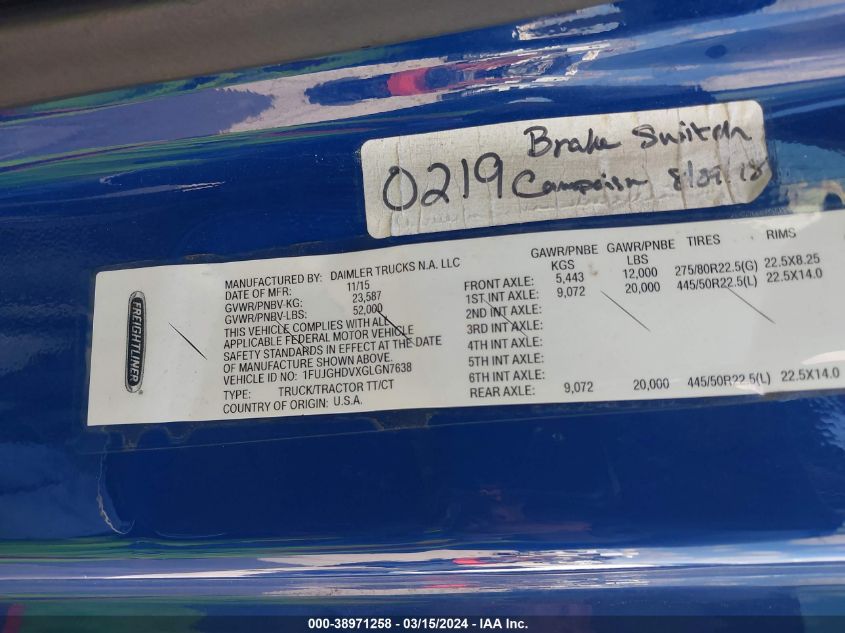 0219 Brake Switch
Campaign 8/29/18
FREIGHTLINER
MANUFACTURED BY: DAIMLER TRUCKS N.A. LLC
DATE OF MFR: 11/15
GVWR/PNBV-KG: 23,587
GVWR/PNBV-LBS: 52,000
THIS VEHICLE COMPLIES WITH ALL
APPLICABLE FEDERAL MOTOR VEHICLE
SAFETY STANDARDS IN EFFECT AT THE DATE
OF MANUFACTURE SHOWN ABOVE.
VEHICLE ID NO: 1FUJGHDVXGLGN7638
TYPE: TRUCK/TRACTOR TT/CT
COUNTRY OF ORIGIN: U.S.A.
GAWR/PNBE GAWR/PNBE TIRES RIMS
KGS LBS
FRONT AXLE: 5,443 12,000 275/80R22.5(G) 22.5X8.25
1ST INT AXLE: 9,072 20,000 445/50R22.5(L) 22.5X14.0
2ND INT AXLE:
3RD INT AXLE:
4TH INT AXLE:
5TH INT AXLE:
6TH INT AXLE:
REAR AXLE: 9,072 20,000 445/50R22.5(L) 22.5X14.0
000-38971258 - 03/15/2024 - IAA Inc.